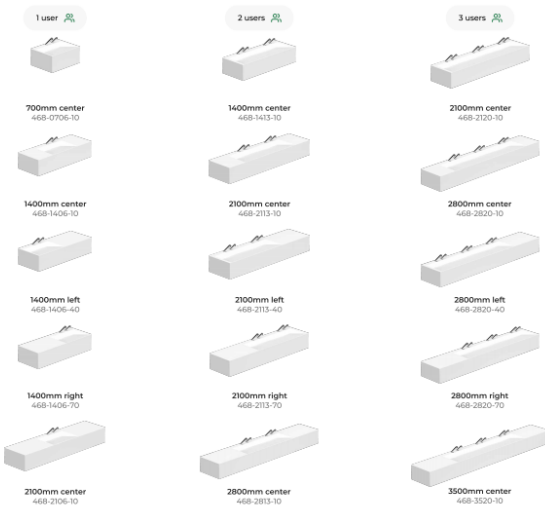 1 user
2 users
3 users
700mm center
468-0706-10
1400mm center
468-1413-10
2100mm center
468-2120-10
1400mm center
468-1406-10
2100mm center
468-2113-10
2800mm center
468-2820-10
1400mm left
468-1406-40
2100mm left
468-2113-40
2800mm left
468-2820-40
1400mm right
468-1406-70
2100mm right
468-2113-70
2800mm right
468-2820-70
2100mm center
468-2106-10
2800mm center
468-2813-10
3500mm center
468-3520-10